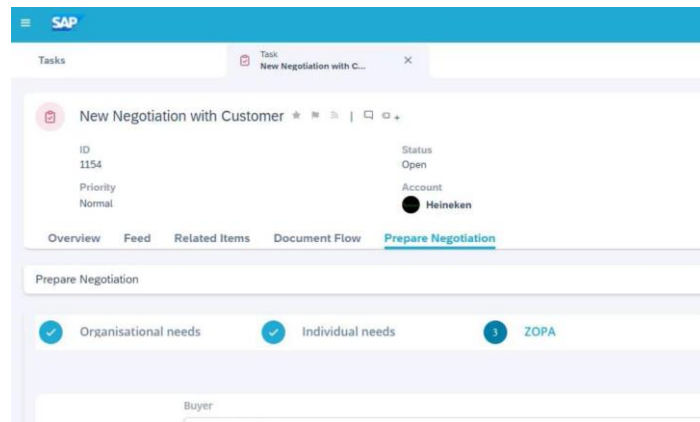 SAP
Tasks
Task
New Negotiation with C...
New Negotiation with Customer
ID
1154
Status
Open
Priority
Normal
Account
Heineken
Overview Feed Related Items Document Flow Prepare Negotiation
Prepare Negotiation
Organisational needs Individual needs 3 ZOPA
Buyer